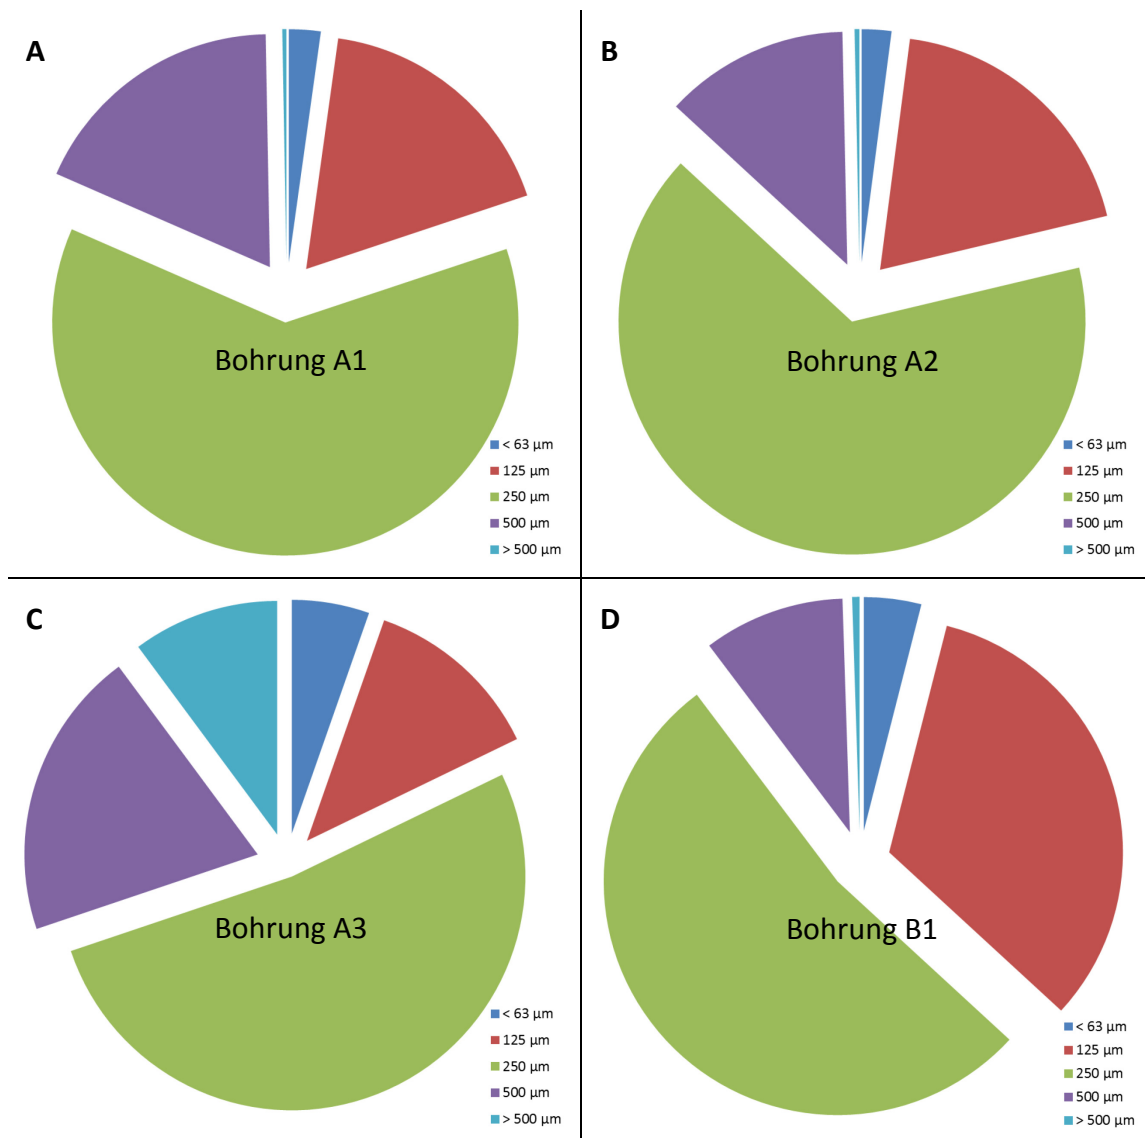 A
Bohrung A1
< 63 µm
125 µm
250 µm
500 µm
> 500 µm
B
Bohrung A2
< 63 µm
125 µm
250 µm
500 µm
> 500 µm
C
Bohrung A3
< 63 µm
125 µm
250 µm
500 µm
> 500 µm
D
Bohrung B1
< 63 µm
125 µm
250 µm
500 µm
> 500 µm